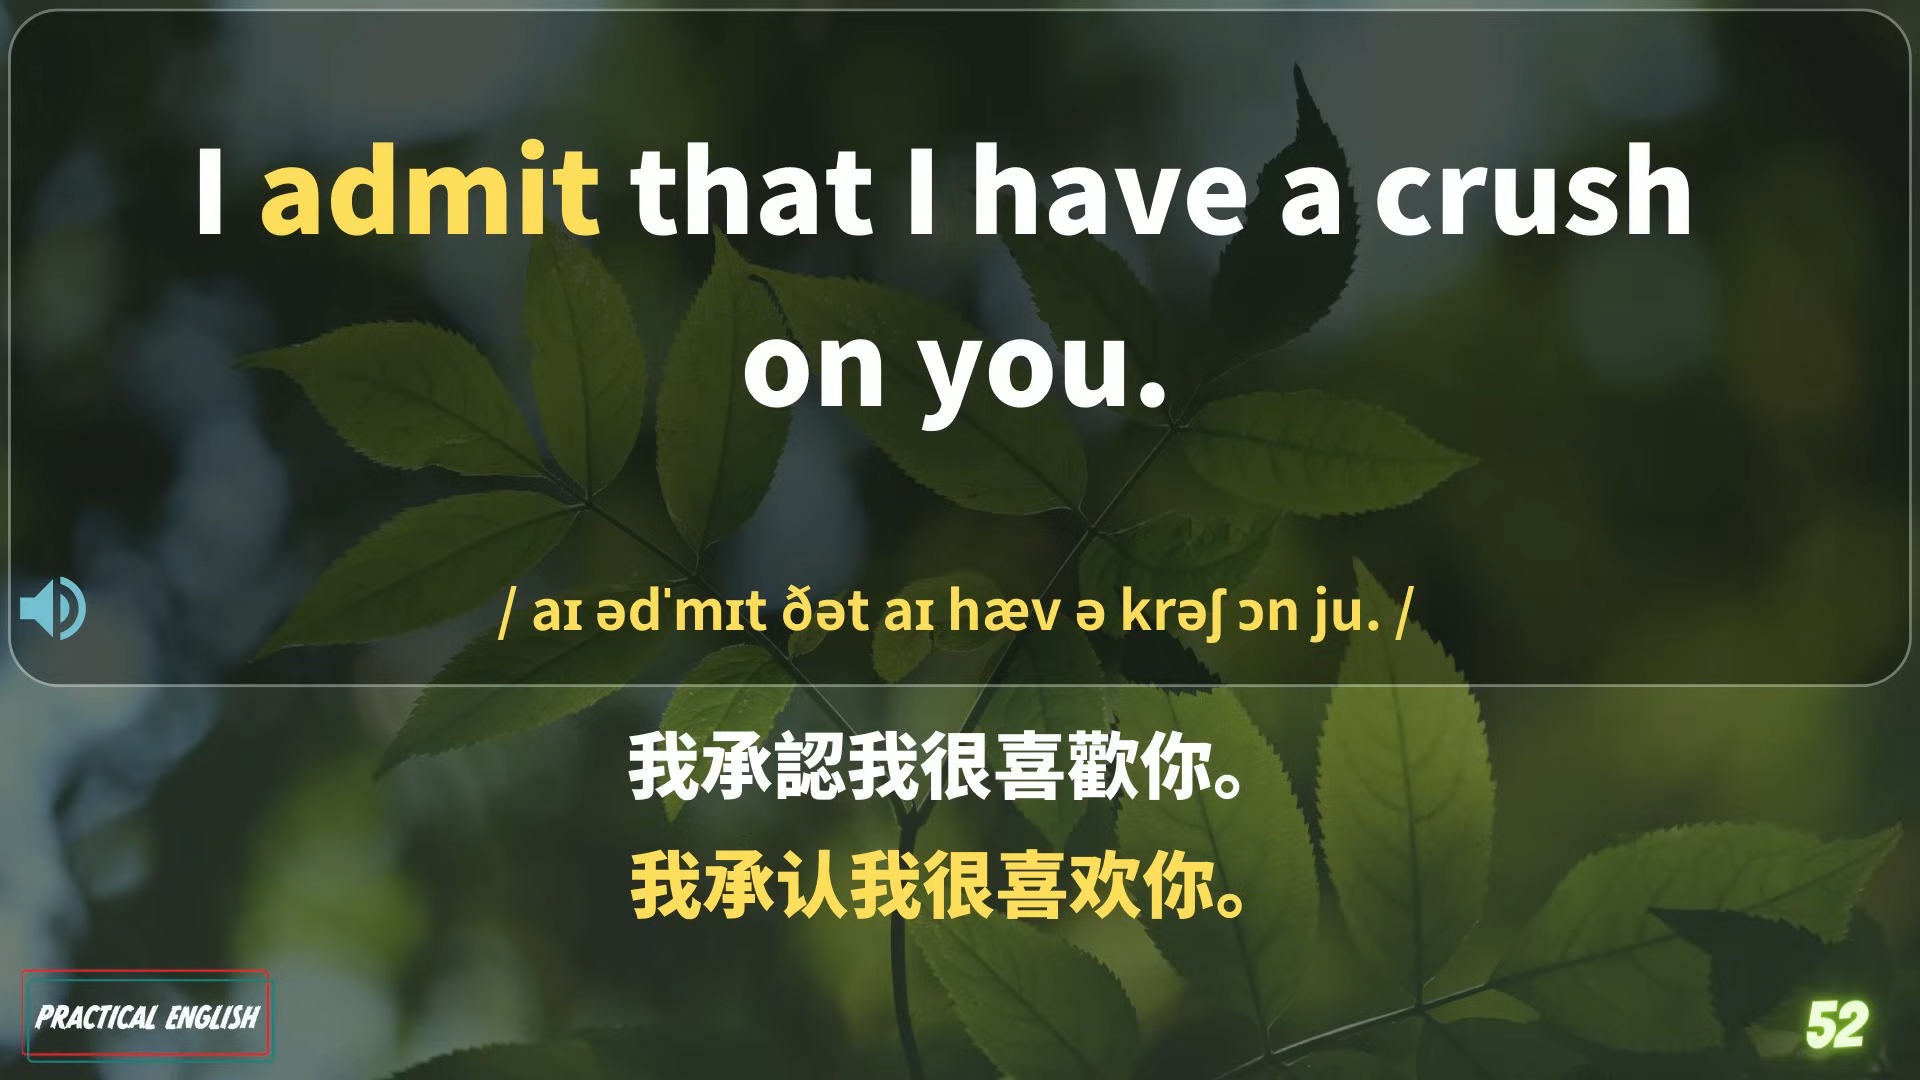 I admit that I have a crush
on you.
/ aɪ ədˈmɪt ðət aɪ hæv ə krəʃ ɔn ju. /
我承認我很喜歡你。
我承认我很喜欢你。
PRACTICAL ENGLISH
52